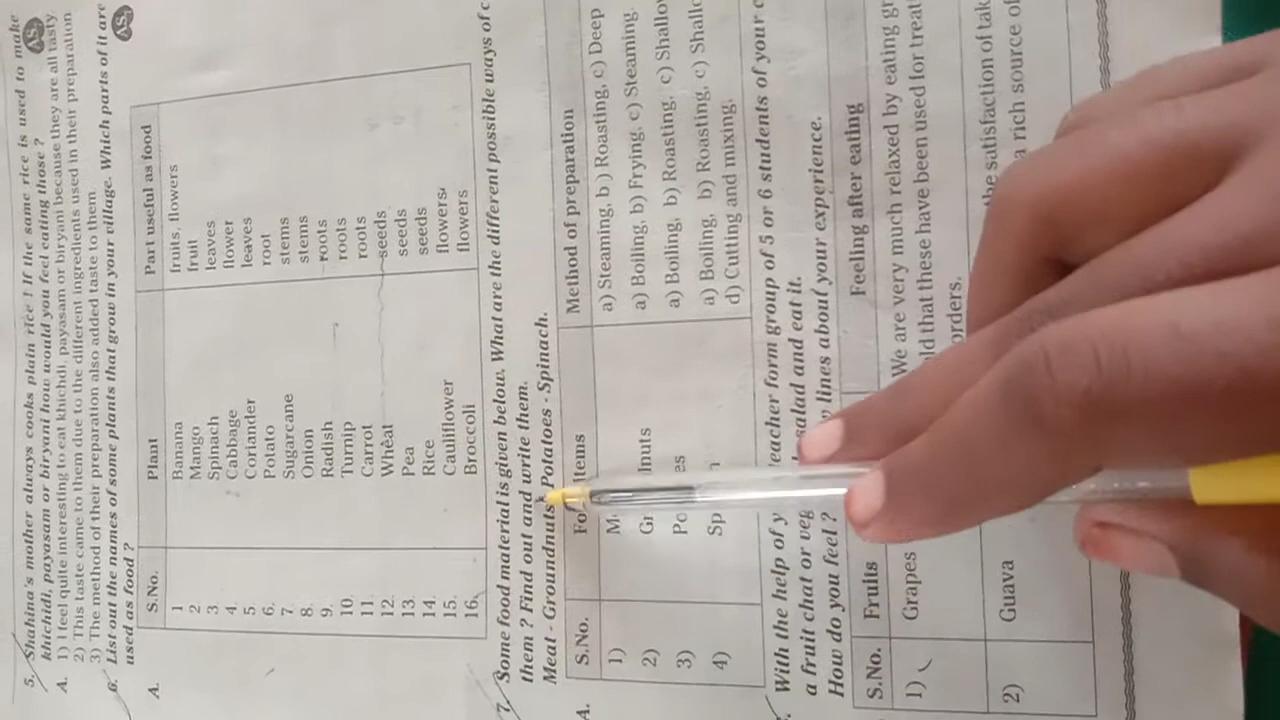 5. Shahina's mother always cooks plain rice ! If the same rice is used to make
khichidi, payasam or biryani how would you feel eating those ?
AS₁
A. 1) I feel quite interesting to eat khichdi, payasam or biryani because they are all tasty.
2) This taste came to them due to the different ingredients used in their preparation
3) The method of their preparation also added taste to them.
6. List out the names of some plants that grow in your village. Which parts of it are
used as food ?
AS₁
A.
S.No. Plant Part useful as food
1 Banana fruits, flowers
2 Mango fruit
3 Spinach leaves
4. Cabbage flower
5. Coriander leaves
6. Potato root
7. Sugarcane stems
8. Onion stems
9. Radish roots
10. Turnip roots
11. Carrot roots
12. Wheat seeds
13. Pea seeds
14. Rice seeds
15. Cauliflower flowers
16. Broccoli flowers
7. Some food material is given below. What are the different possible ways of c
them ? Find out and write them.
Meat - Groundnuts Potatoes - Spinach.
A.
S.No. Fo Items Method of preparation
1) M a) Steaming, b ) Roasting, c) Deep
2) Gr lnuts a) Boiling, b) Frying, c) Steaming.
3) Po es a) Boiling, b) Roasting, c) Shallow
4) Sp n a) Boiling, b) Roasting, c) Shallo
d) Cutting and mixing.
With the help of y teacher form group of 5 or 6 students of your c
a fruit chat or veg salad and eat it.
How do you feel ? lines about your experience.
S.No. Fruits Feeling after eating
1) Grapes We are very much relaxed by eating gr
ld that these have been used for treat
orders.
2) Guava the satisfaction of tak
a rich source of